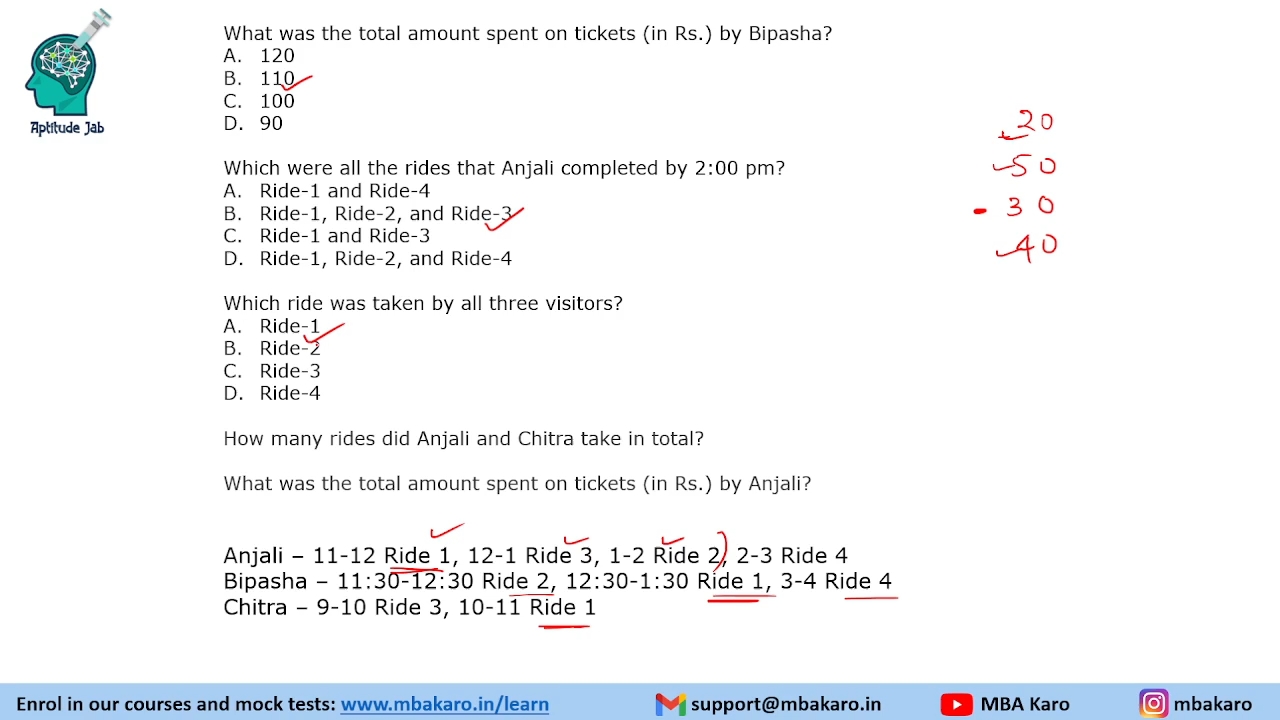 Aptitude Jab
What was the total amount spent on tickets (in Rs.) by Bipasha?
A. 120
B. 110
C. 100
D. 90
Which were all the rides that Anjali completed by 2:00 pm?
A. Ride-1 and Ride-4
B. Ride-1, Ride-2, and Ride-3
C. Ride-1 and Ride-3
D. Ride-1, Ride-2, and Ride-4
Which ride was taken by all three visitors?
A. Ride-1
B. Ride-2
C. Ride-3
D. Ride-4
How many rides did Anjali and Chitra take in total?
What was the total amount spent on tickets (in Rs.) by Anjali?
Anjali – 11-12 Ride 1, 12-1 Ride 3, 1-2 Ride 2, 2-3 Ride 4
Bipasha – 11:30-12:30 Ride 2, 12:30-1:30 Ride 1, 3-4 Ride 4
Chitra – 9-10 Ride 3, 10-11 Ride 1
20
50
30
40
Enrol in our courses and mock tests: www.mbakaro.in/learn
support@mbakaro.in
MBA Karo
mbakaro